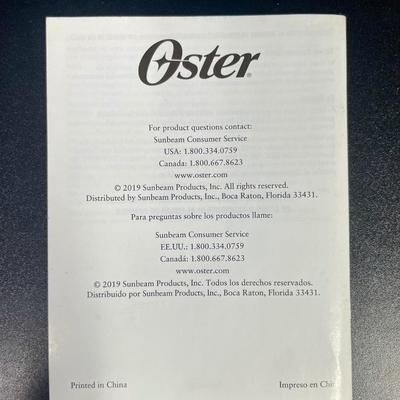 Oster®
For product questions contact:
Sunbeam Consumer Service
USA: 1.800.334.0759
Canada: 1.800.667.8623
www.oster.com
© 2019 Sunbeam Products, Inc. All rights reserved.
Distributed by Sunbeam Products, Inc., Boca Raton, Florida 33431.
Para preguntas sobre los productos llame:
Sunbeam Consumer Service
EE.UU.: 1.800.334.0759
Canadá: 1.800.667.8623
www.oster.com
© 2019 Sunbeam Products, Inc. Todos los derechos reservados.
Distribuido por Sunbeam Products, Inc., Boca Raton, Florida 33431.
Printed in China
Impreso en Chi